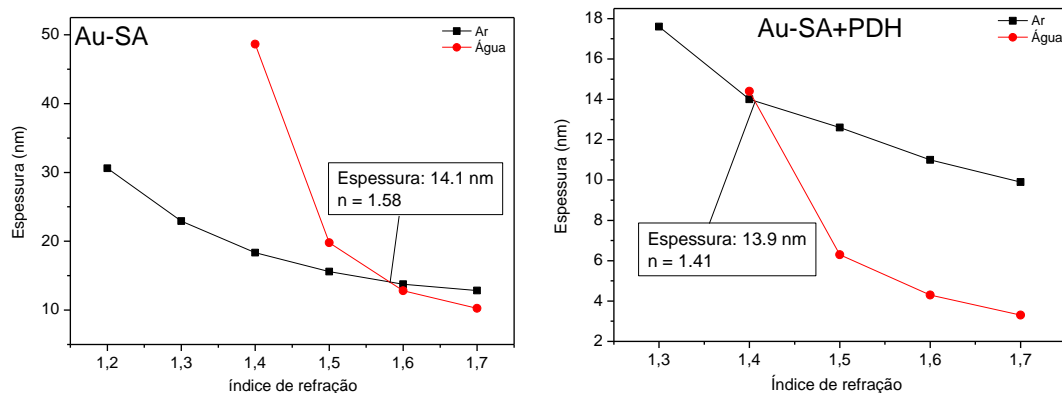 Au-SA
Ar
Água
Espessura (nm)
50
40
30
20
10
Espessura: 14.1 nm
n = 1.58
1,2 1,3 1,4 1,5 1,6 1,7
índice de refração
Au-SA+PDH
Ar
Água
Espessura (nm)
18
16
14
12
10
8
6
4
2
Espessura: 13.9 nm
n = 1.41
1,3 1,4 1,5 1,6 1,7
Índice de refração